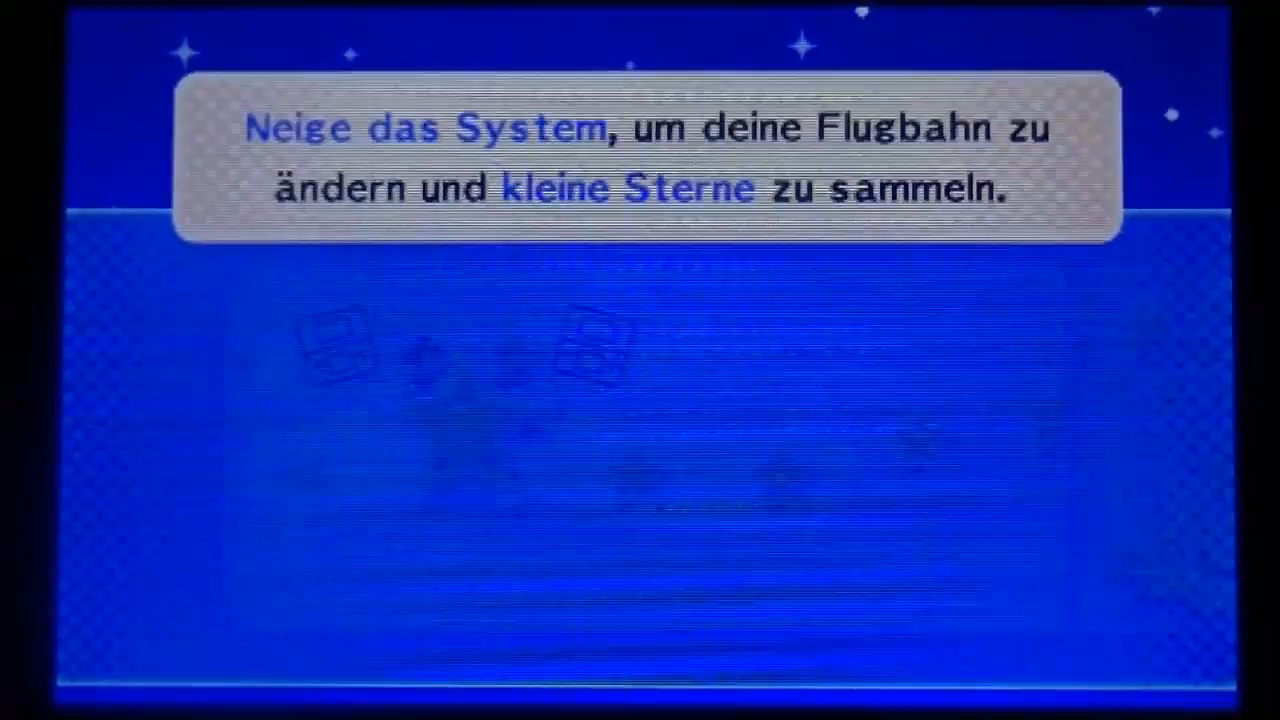 Neige das System, um deine Flugbahn zu
ändern und kleine Sterne zu sammeln.